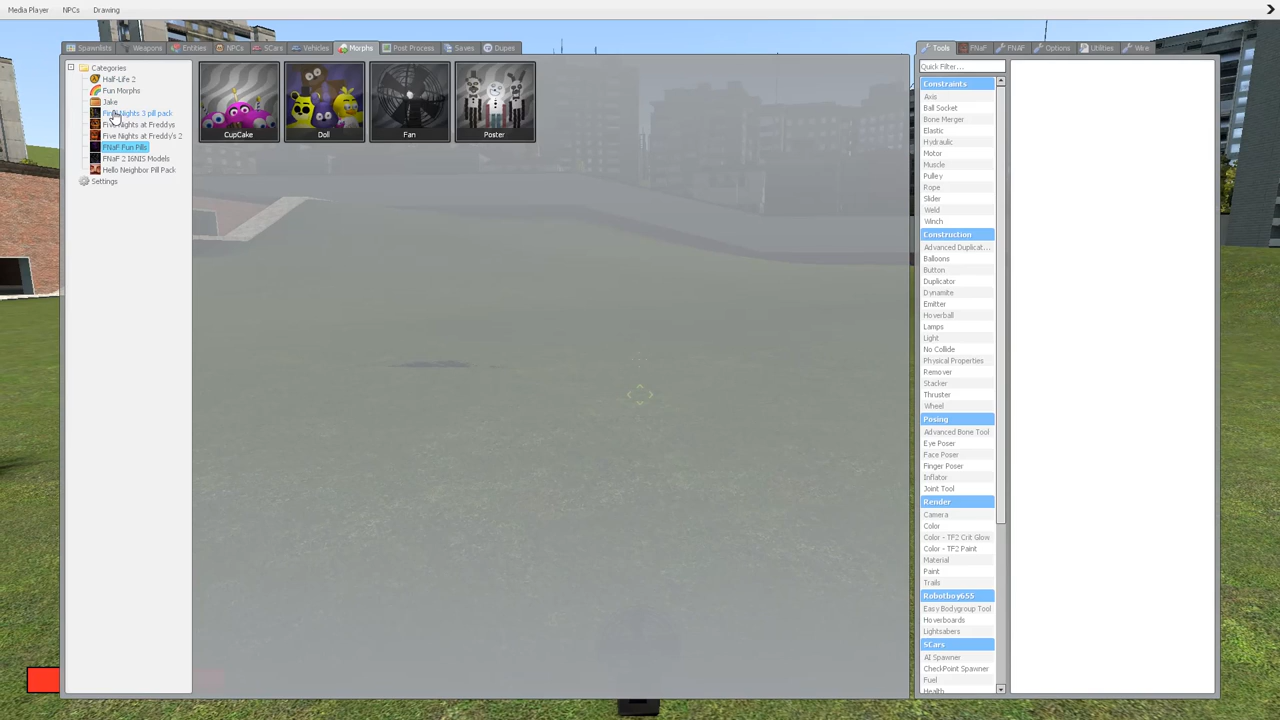 Media Player NPCs Drawing
Spawnlists Weapons Entities NPCs SCars Vehicles Morphs Post Process Saves Dupes
Categories
Half-Life 2
Fun Morphs
Jake
Nights 3 pill pack
Five Nights at Freddys
Five Nights at Freddy's 2
FNaF Fun Pills
FNaF 2 16NIS Models
Hello Neighbor Pill Pack
Settings
CupCake Doll Fan Poster
Tools FNaF FNAF Options Utilities Wire
Quick Filter...
Constraints
Axis
Ball Socket
Bone Merger
Elastic
Hydraulic
Motor
Muscle
Pulley
Rope
Slider
Weld
Winch
Construction
Advanced Duplicat...
Balloons
Button
Duplicator
Dynamite
Emitter
Hoverball
Lamps
Light
No Collide
Physical Properties
Remover
Stacker
Thruster
Wheel
Posing
Advanced Bone Tool
Eye Poser
Face Poser
Finger Poser
Inflator
Joint Tool
Render
Camera
Color
Color - TF2 Crit Glow
Color - TF2 Paint
Material
Paint
Trails
Robotboy655
Easy Bodygroup Tool
Hoverboards
Lightsabers
SCars
AI Spawner
CheckPoint Spawner
Fuel
Health